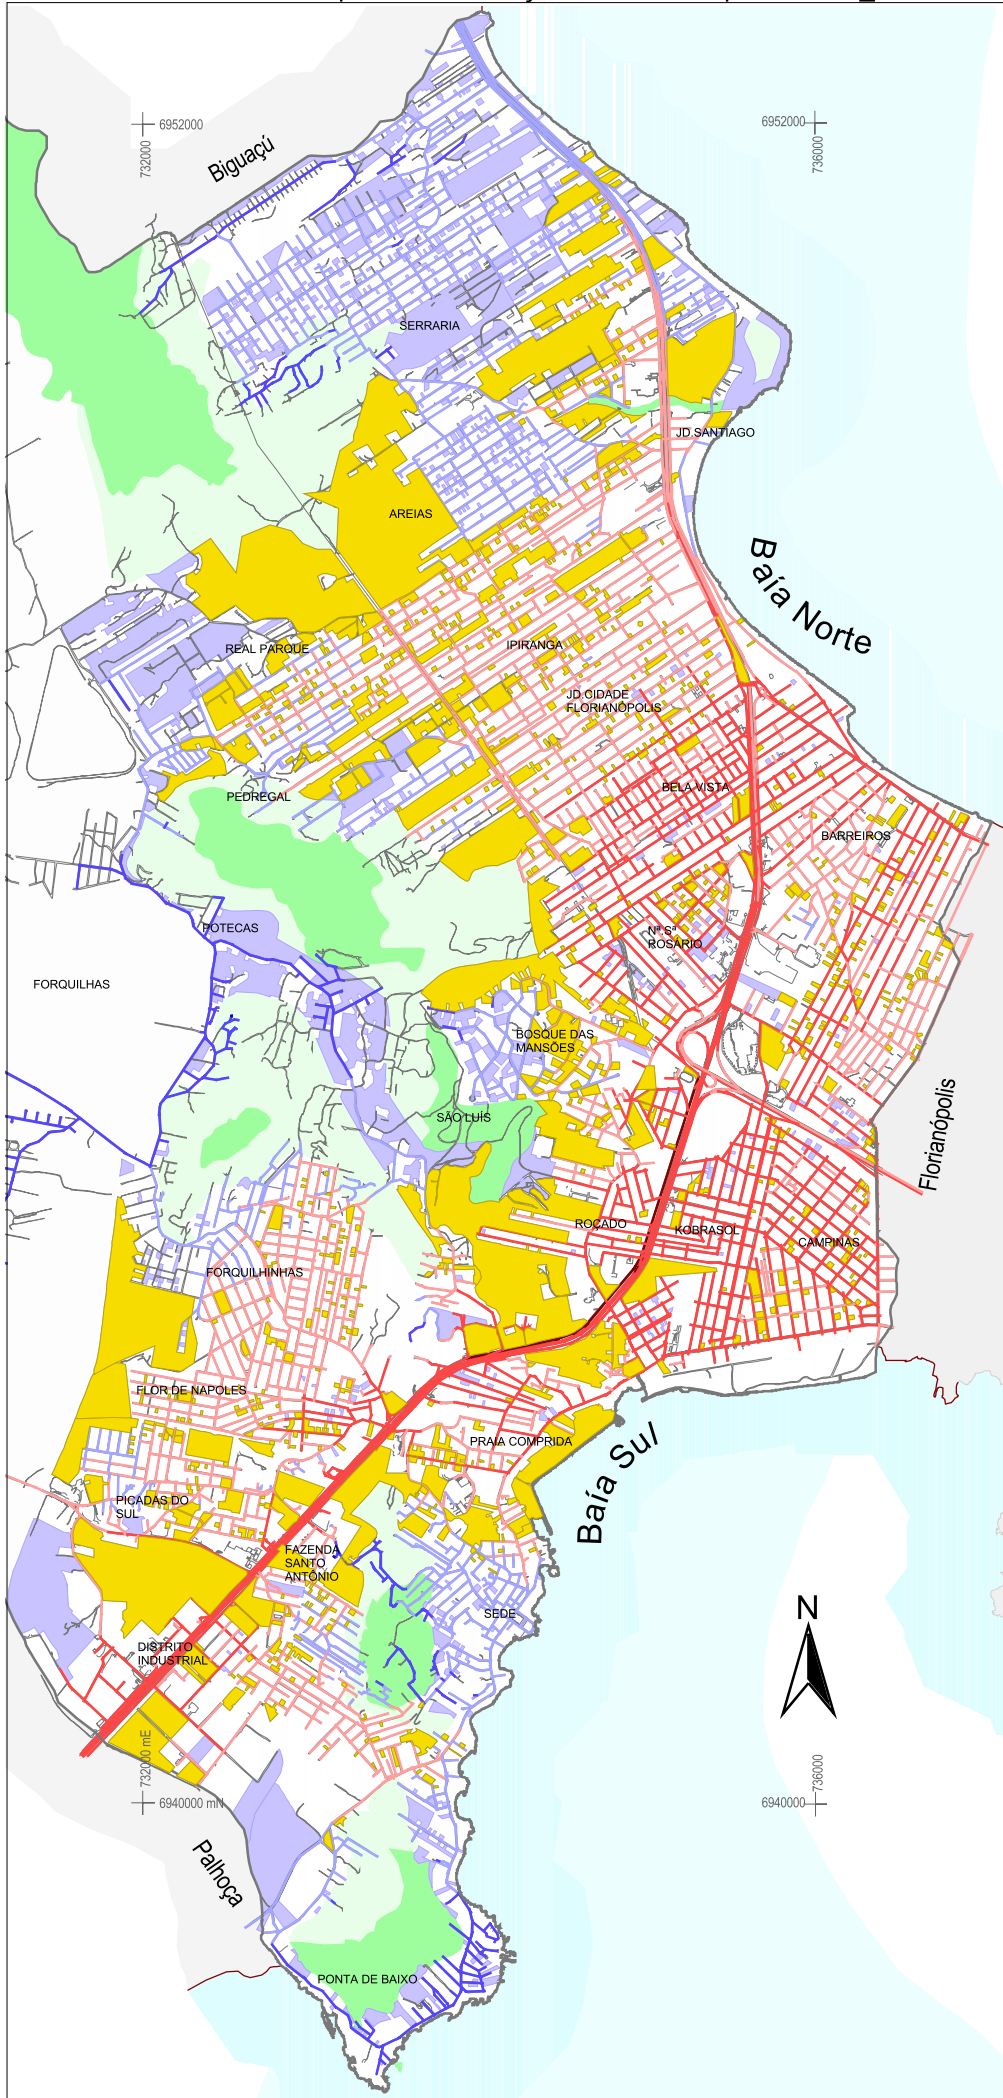 6952000
732000
Biguaçú
6952000
736000
SERRARIA
JD.SANTIAGO
AREIAS
Baía Norte
REAL PARQUE
IPIRANGA
JD.CIDADE
FLORIANÓPOLIS
PEDREGAL
BELA VISTA
BARREIROS
POTECAS
Nª.Sª
ROSÁRIO
FORQUILHAS
BOSQUE DAS
MANSÕES
SÃO LUÍS
Florianópolis
ROÇADO
KOBRASOL
CAMPINAS
FORQUILHINHAS
FLOR DE NAPOLES
PRAIA COMPRIDA
Baía Sul
PICADAS DO
SUL
FAZENDA
SANTO
ANTÔNIO
N
SEDE
DISTRITO
INDUSTRIAL
732000 mE
6940000 mN
736000
6940000
Palhoça
PONTA DE BAIXO